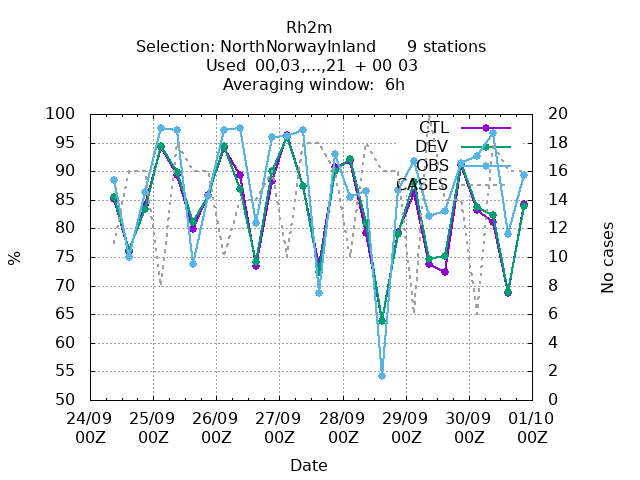 Rh2m
Selection: NorthNorwayInland 9 stations
Used 00,03,...,21 + 00 03
Averaging window: 6h
100
95
90
85
80
75
70
65
60
55
50
%
CTL
DEV
OBS
CASES
20
18
16
14
12
10
8
6
4
2
0
No cases
24/09 25/09 26/09 27/09 28/09 29/09 30/09 01/10
00Z 00Z 00Z 00Z 00Z 00Z 00Z 00Z
Date